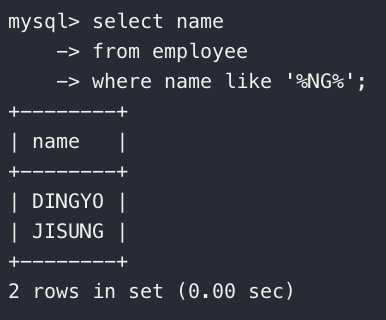 mysql> select name
    -> from employee
    -> where name like '%NG%';
+--------+
| name   |
+--------+
| DINGYO |
| JISUNG |
+--------+
2 rows in set (0.00 sec)